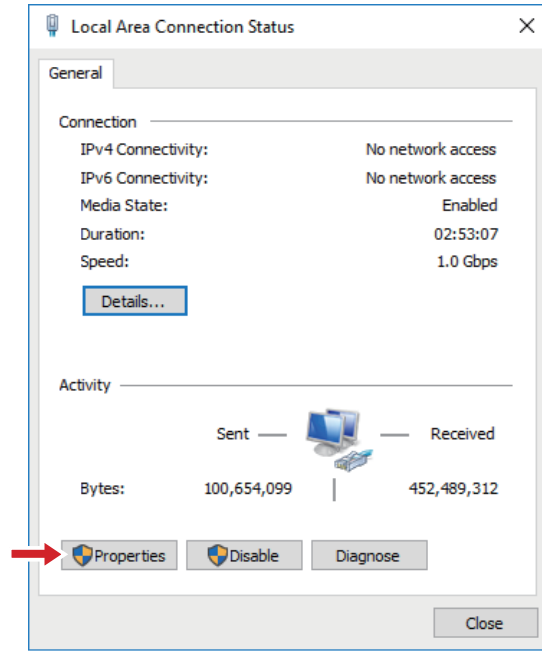 Local Area Connection Status
General
Connection
IPv4 Connectivity: No network access
IPv6 Connectivity: No network access
Media State: Enabled
Duration: 02:53:07
Speed: 1.0 Gbps
Details...
Activity
Sent Received
Bytes: 100,654,099 452,489,312
Properties Disable Diagnose
Close